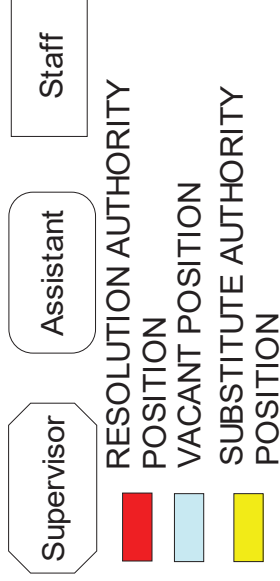 Supervisor
Assistant
Staff
RESOLUTION AUTHORITY
POSITION
VACANT POSITION
SUBSTITUTE AUTHORITY
POSITION